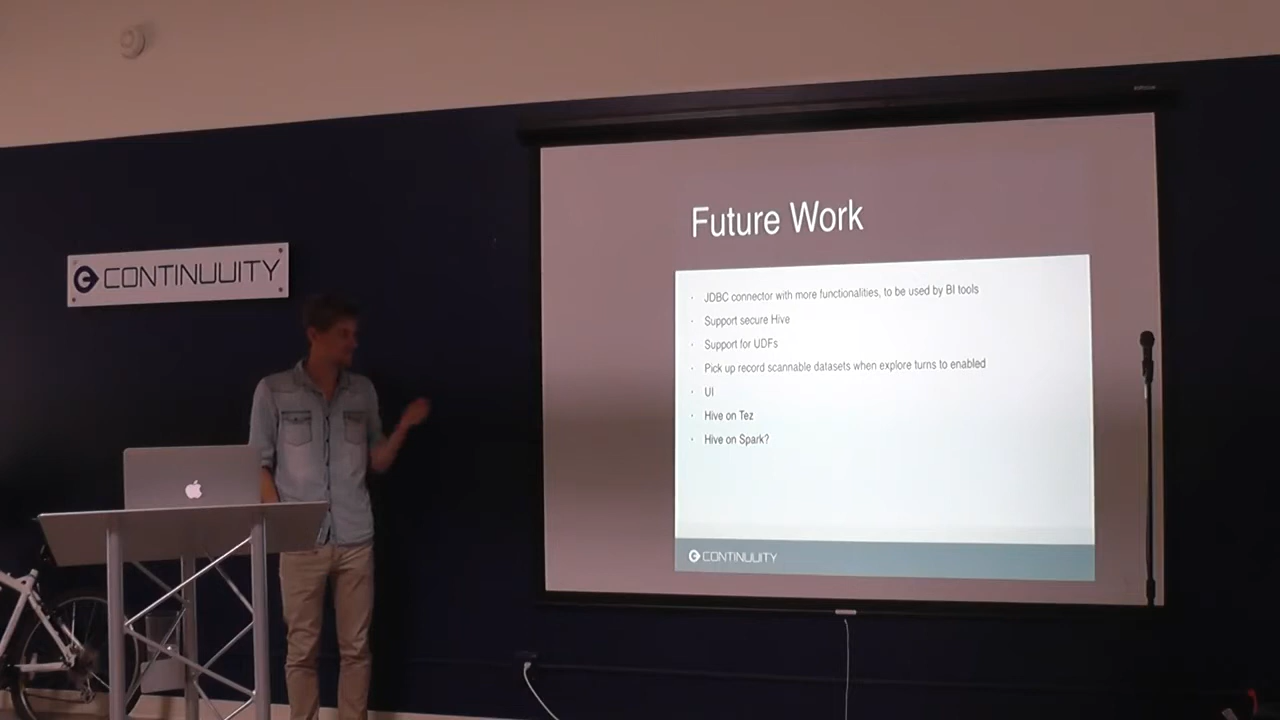 CONTINUUITY
Future Work
· JDBC connector with more functionalities, to be used by BI tools
· Support secure Hive
· Support for UDFs
· Pick up record scannable datasets when explore turns to enabled
· UI
· Hive on Tez
· Hive on Spark?
CONTINUUITY